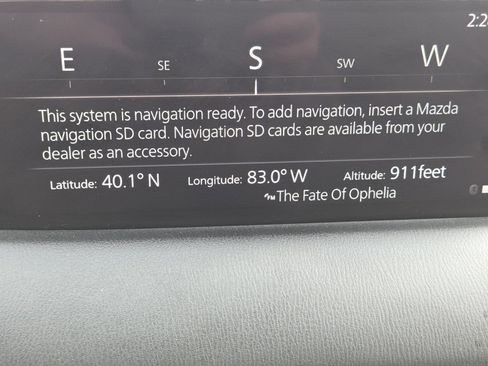 2:2
E SE S SW W
This system is navigation ready. To add navigation, insert a Mazda
navigation SD card. Navigation SD cards are available from your
dealer as an accessory.
Latitude: 40.1° N Longitude: 83.0° W Altitude: 911feet
The Fate Of Ophelia